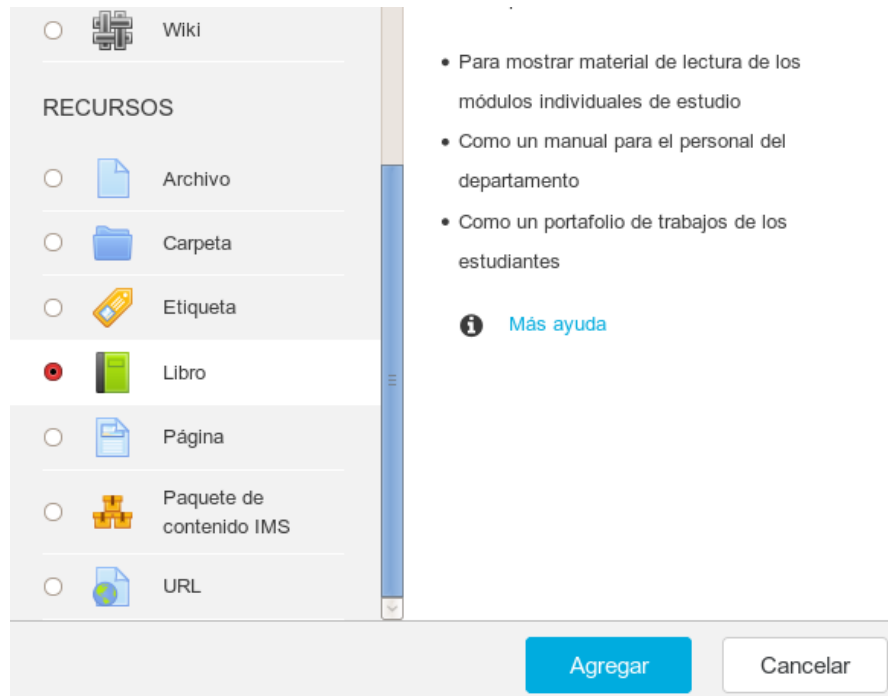 Wiki
RECURSOS
Archivo
Carpeta
Etiqueta
Libro
Página
Paquete de
contenido IMS
URL
• Para mostrar material de lectura de los
módulos individuales de estudio
• Como un manual para el personal del
departamento
• Como un portafolio de trabajos de los
estudiantes
Más ayuda
Agregar
Cancelar